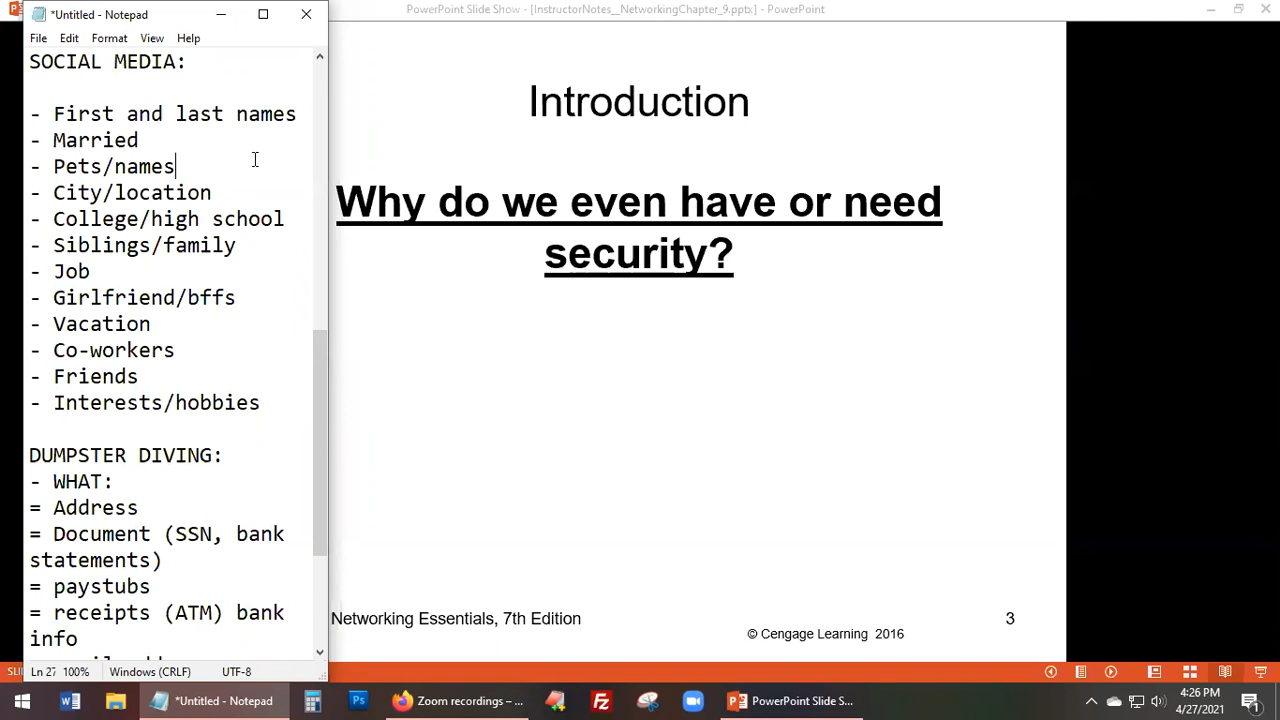 *Untitled - Notepad
PowerPoint Slide Show - [InstructorNotes__NetworkingChapter_9.pptx:] - PowerPoint
File Edit Format View Help
SOCIAL MEDIA:
- First and last names
- Married
- Pets/names
- City/location
- College/high school
- Siblings/family
- Job
- Girlfriend/bffs
- Vacation
- Co-workers
- Friends
- Interests/hobbies
DUMPSTER DIVING:
- WHAT:
= Address
= Document (SSN, bank
statements)
= paystubs
= receipts (ATM) bank
info
Ln 27 100% Windows (CRLF) UTF-8
Introduction
Why do we even have or need
security?
Networking Essentials, 7th Edition
© Cengage Learning 2016
3
*Untitled - Notepad
Zoom recordings – ...
PowerPoint Slide S...
4:26 PM
4/27/2021
1